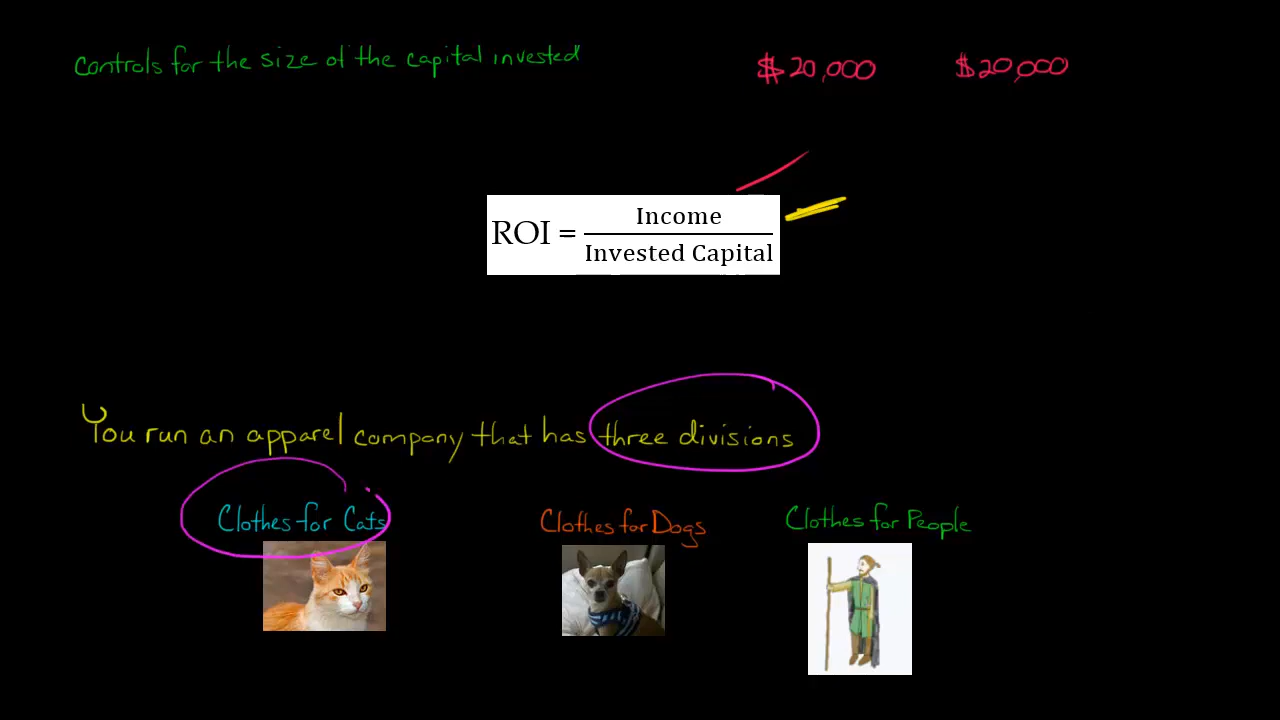 Controls for the size of the capital invested
$20,000 $20,000
ROI = Income / Invested Capital
You run an apparel company that has three divisions
Clothes for Cats Clothes for Dogs Clothes for People